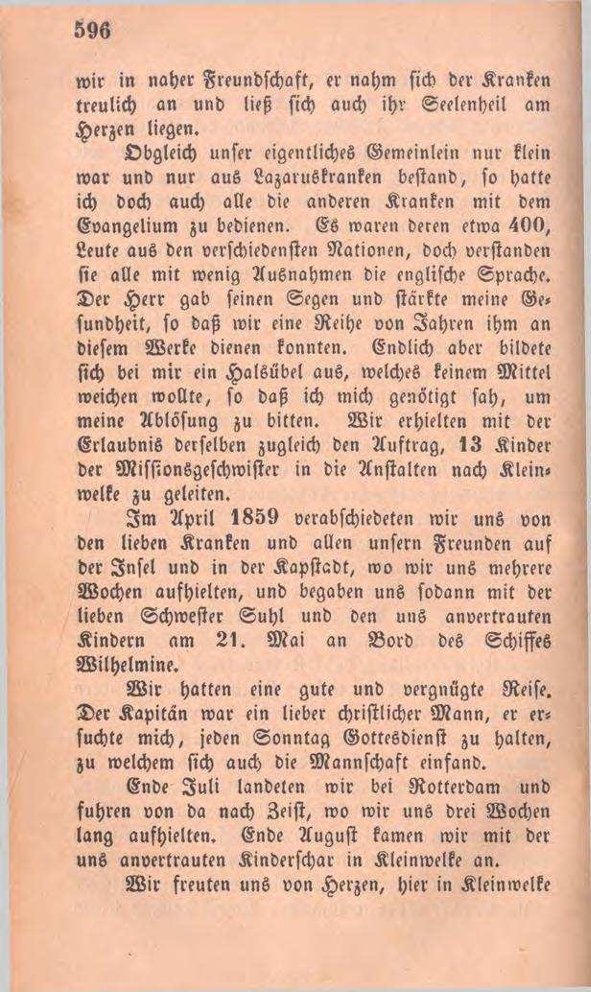 596
wir in naher Freundschaft, er nahm sich der Kranken
treulich an und ließ sich auch ihr Seelenheil am
Herzen liegen.
Obgleich unser eigentliches Gemeinlein nur klein
war und nur aus Lazaruskranken bestand, so hatte
ich doch auch alle die anderen Kranken mit dem
Evangelium zu bedienen. Es waren deren etwa 400,
Leute aus den verschiedensten Nationen, doch verstanden
sie alle mit wenig Ausnahmen die englische Sprache.
Der Herr gab seinen Segen und stärkte meine Ge-
sundheit, so daß wir eine Reihe von Jahren ihm an
diesem Werke dienen konnten. Endlich aber bildete
sich bei mir ein Halsübel aus, welches keinem Mittel
weichen wollte, so daß ich mich genötigt sah, um
meine Ablösung zu bitten. Wir erhielten mit der
Erlaubnis derselben zugleich den Auftrag, 13 Kinder
der Missionsgeschwister in die Anstalten nach Klein-
welke zu geleiten.
Im April 1859 verabschiedeten wir uns von
den lieben Kranken und allen unsern Freunden auf
der Insel und in der Kapstadt, wo wir uns mehrere
Wochen aufhielten, und begaben uns sodann mit der
lieben Schwester Suhl und den uns anvertrauten
Kindern am 21. Mai an Bord des Schiffes
Wilhelmine.
Wir hatten eine gute und vergnügte Reise.
Der Kapitän war ein lieber christlicher Mann, er er-
suchte mich, jeden Sonntag Gottesdienst zu halten,
zu welchem sich auch die Mannschaft einfand.
Ende Juli landeten wir bei Rotterdam und
fuhren von da nach Zeist, wo wir uns drei Wochen
lang aufhielten. Ende August kamen wir mit der
uns anvertrauten Kinderschar in Kleinwelke an.
Wir freuten uns von Herzen, hier in Kleinwelke